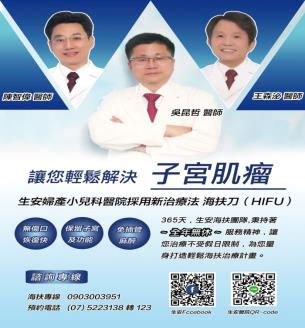 陳智偉 醫師
吳昆哲 醫師
王森泌 醫師
讓您輕鬆解決 子宮肌瘤
生安婦產小兒科醫院採用新治療法 海扶刀（HIFU）
無傷口
恢復快
保留子宮
及功能
免插管
麻醉
365天，生安海扶團隊，秉持著
~全年無休~ 服務精神，讓
您治療不受假日限制，為您量
身打造輕鬆海扶治療計畫。
諮詢專線
海扶專線 0903003951
預約電話 (07) 5223138 轉 123
生安Fccebook
生安醫院QR-code